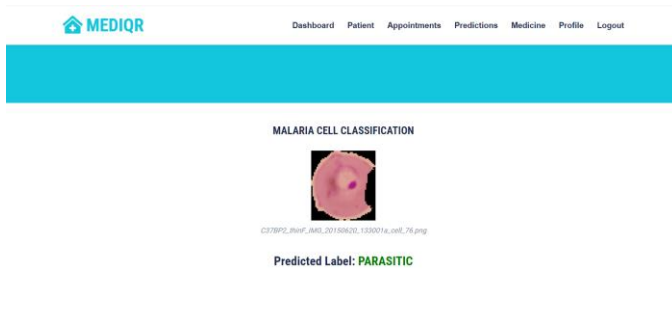 MEDIQR
Dashboard Patient Appointments Predictions Medicine Profile Logout
MALARIA CELL CLASSIFICATION
C37BP2_thinF_IMG_20150620_133001a_cell_76.png
Predicted Label: PARASITIC